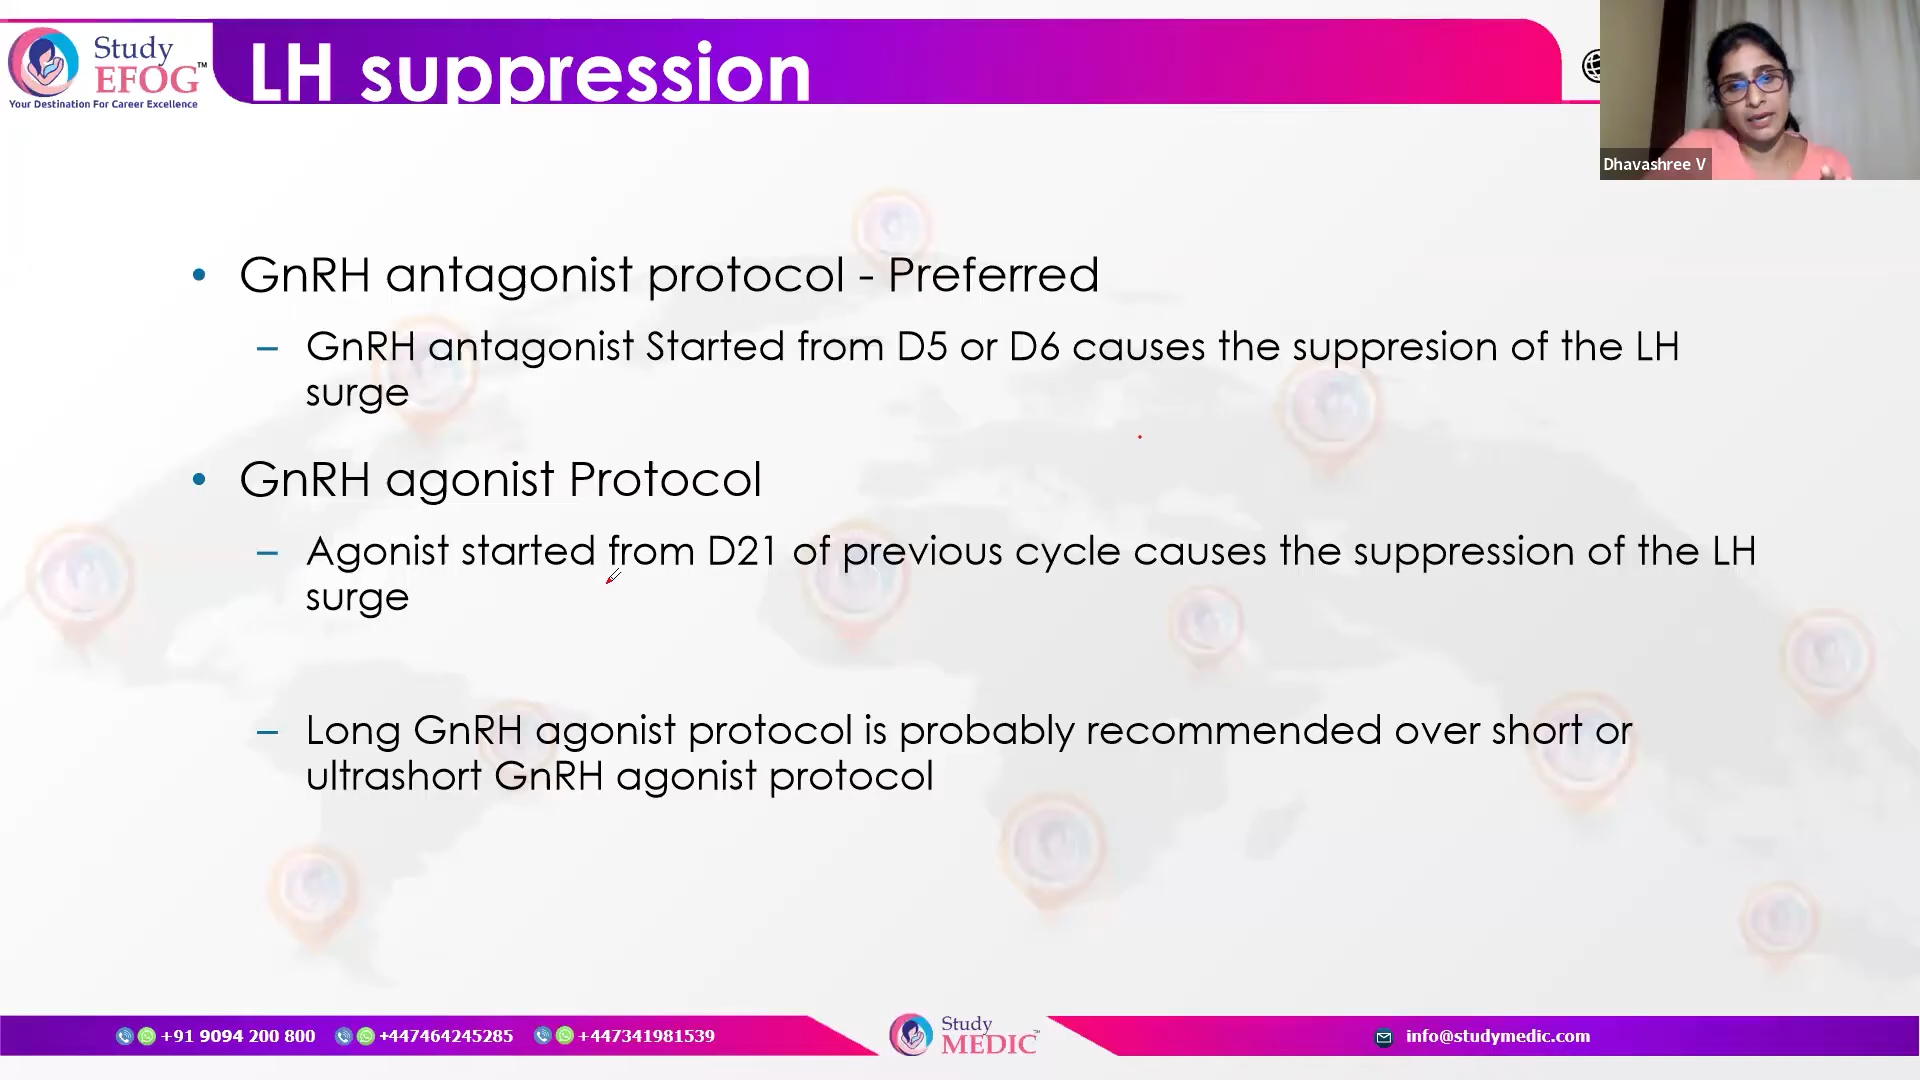 Study
EFOG™
Your Destination For Career Excellence
LH suppression
Dhavashree V
• GnRH antagonist protocol - Preferred
– GnRH antagonist Started from D5 or D6 causes the suppresion of the LH
surge
• GnRH agonist Protocol
– Agonist started from D21 of previous cycle causes the suppression of the LH
surge
– Long GnRH agonist protocol is probably recommended over short or
ultrashort GnRH agonist protocol
+91 9094 200 800 +447464245285 +447341981539
Study
MEDIC™
info@studymedic.com